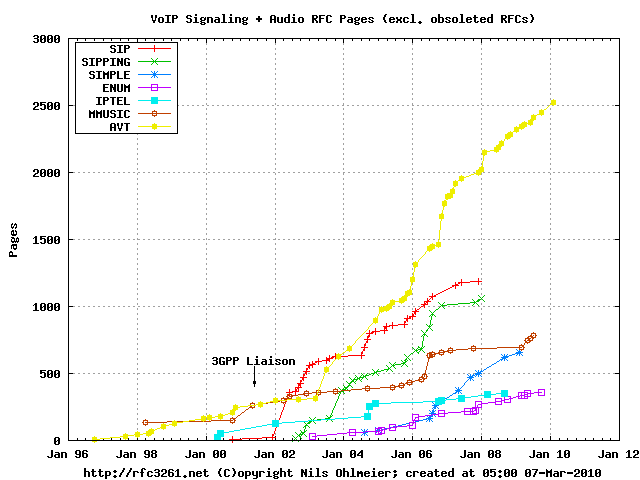 VoIP Signaling + Audio RFC Pages (excl. obsoleted RFCs)
3000
2500
2000
1500
1000
500
0
Pages
SIP
SIPPING
SIMPLE
ENUM
IPTEL
MMUSIC
AVT
3GPP Liaison
Jan 96 Jan 98 Jan 00 Jan 02 Jan 04 Jan 06 Jan 08 Jan 10 Jan 12
http://rfc3261.net (C)opyright Nils Ohlmeier; created at 05:00 07-Mar-2010